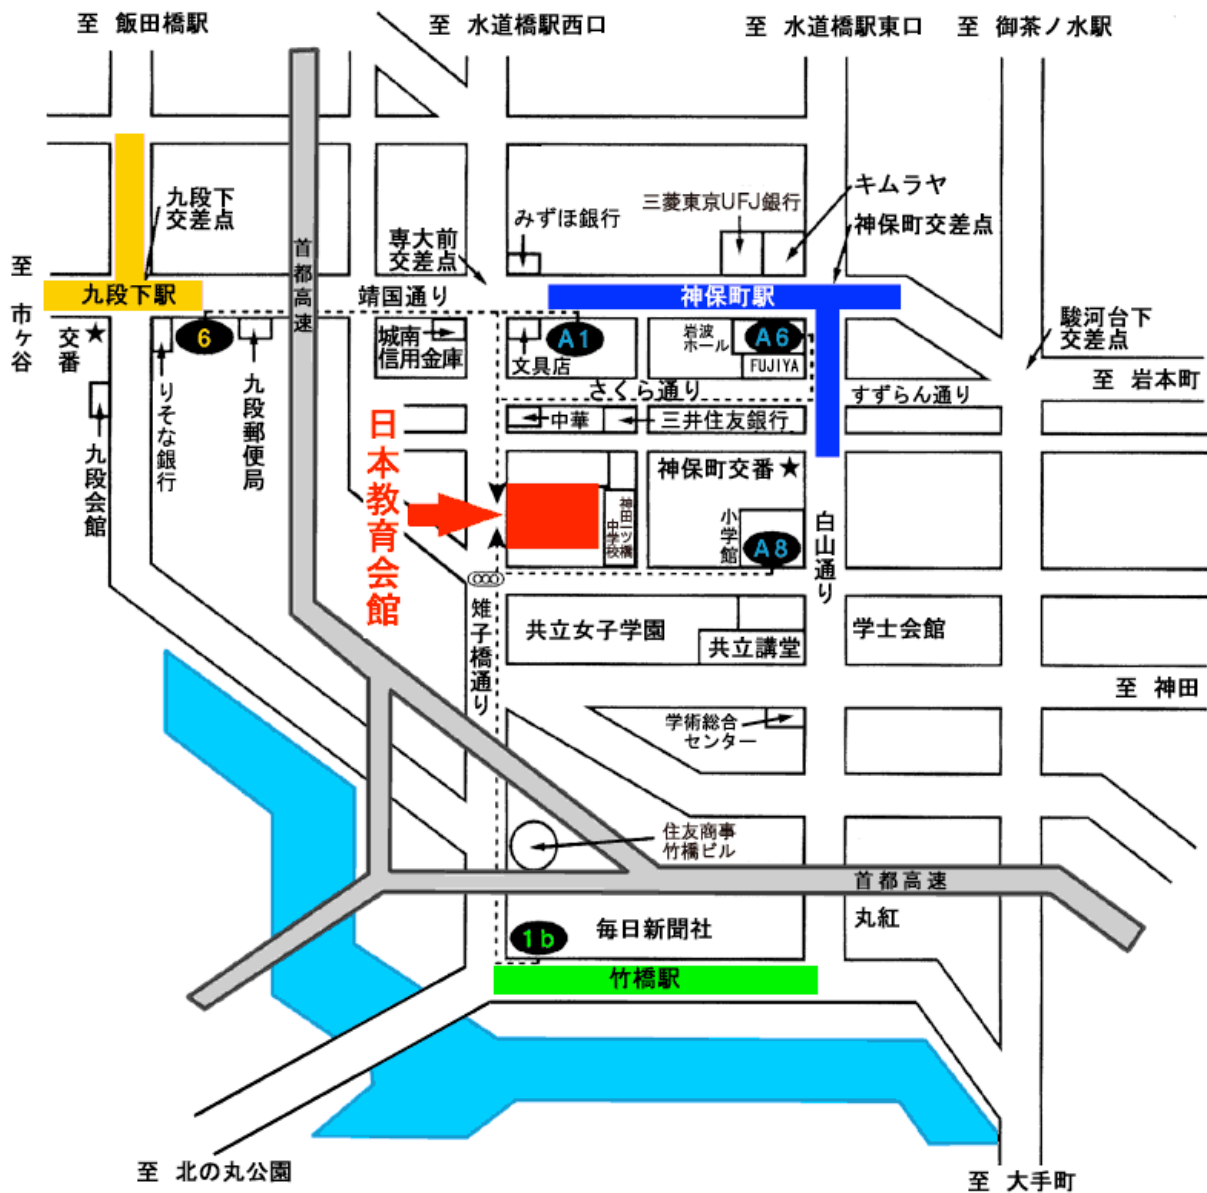 至 飯田橋駅
至 水道橋駅西口
至 水道橋駅東口
至 御茶ノ水駅
九段下
交差点
首都高速
専大前
交差点
みずほ銀行
三菱東京UFJ銀行
キムラヤ
神保町交差点
至 市ヶ谷
九段下駅
靖国通り
神保町駅
交番★
6
城南
信用金庫
文具店
A1
岩波
ホール
A6
FUJIYA
駿河台下
交差点
至 岩本町
さくら通り
すずらん通り
りそな銀行
九段郵便局
九段会館
中華
三井住友銀行
日本教育会館
神保町交番★
神田一ツ橋
中学校
小学館
A8
白山通り
雉子橋通り
共立女子学園
共立講堂
学士会館
至 神田
学術総合
センター
住友商事
竹橋ビル
首都高速
丸紅
1b
毎日新聞社
竹橋駅
至 北の丸公園
至 大手町